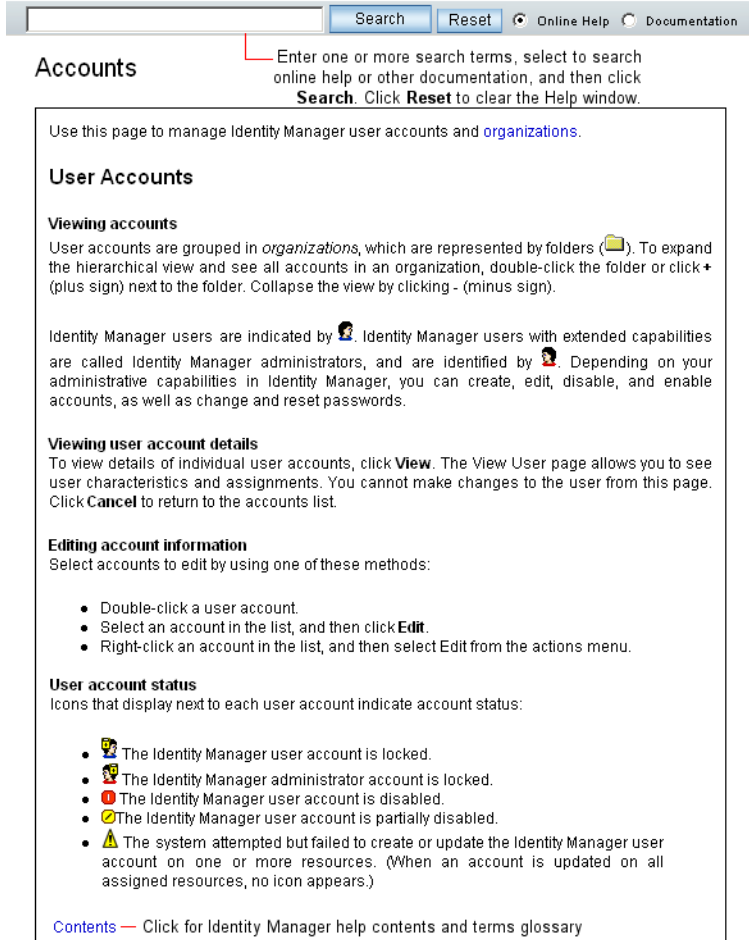 Search Reset Online Help Documentation
Accounts
Enter one or more search terms, select to search
online help or other documentation, and then click
Search. Click Reset to clear the Help window.
Use this page to manage Identity Manager user accounts and organizations.
User Accounts
Viewing accounts
User accounts are grouped in organizations, which are represented by folders ( ). To expand
the hierarchical view and see all accounts in an organization, double-click the folder or click +
(plus sign) next to the folder. Collapse the view by clicking - (minus sign).
Identity Manager users are indicated by . Identity Manager users with extended capabilities
are called Identity Manager administrators, and are identified by . Depending on your
administrative capabilities in Identity Manager, you can create, edit, disable, and enable
accounts, as well as change and reset passwords.
Viewing user account details
To view details of individual user accounts, click View. The View User page allows you to see
user characteristics and assignments. You cannot make changes to the user from this page.
Click Cancel to return to the accounts list.
Editing account information
Select accounts to edit by using one of these methods:
● Double-click a user account.
● Select an account in the list, and then click Edit.
● Right-click an account in the list, and then select Edit from the actions menu.
User account status
Icons that display next to each user account indicate account status:
● The Identity Manager user account is locked.
● The Identity Manager administrator account is locked.
● The Identity Manager user account is disabled.
● The Identity Manager user account is partially disabled.
● The system attempted but failed to create or update the Identity Manager user
account on one or more resources. (When an account is updated on all
assigned resources, no icon appears.)
Contents — Click for Identity Manager help contents and terms glossary